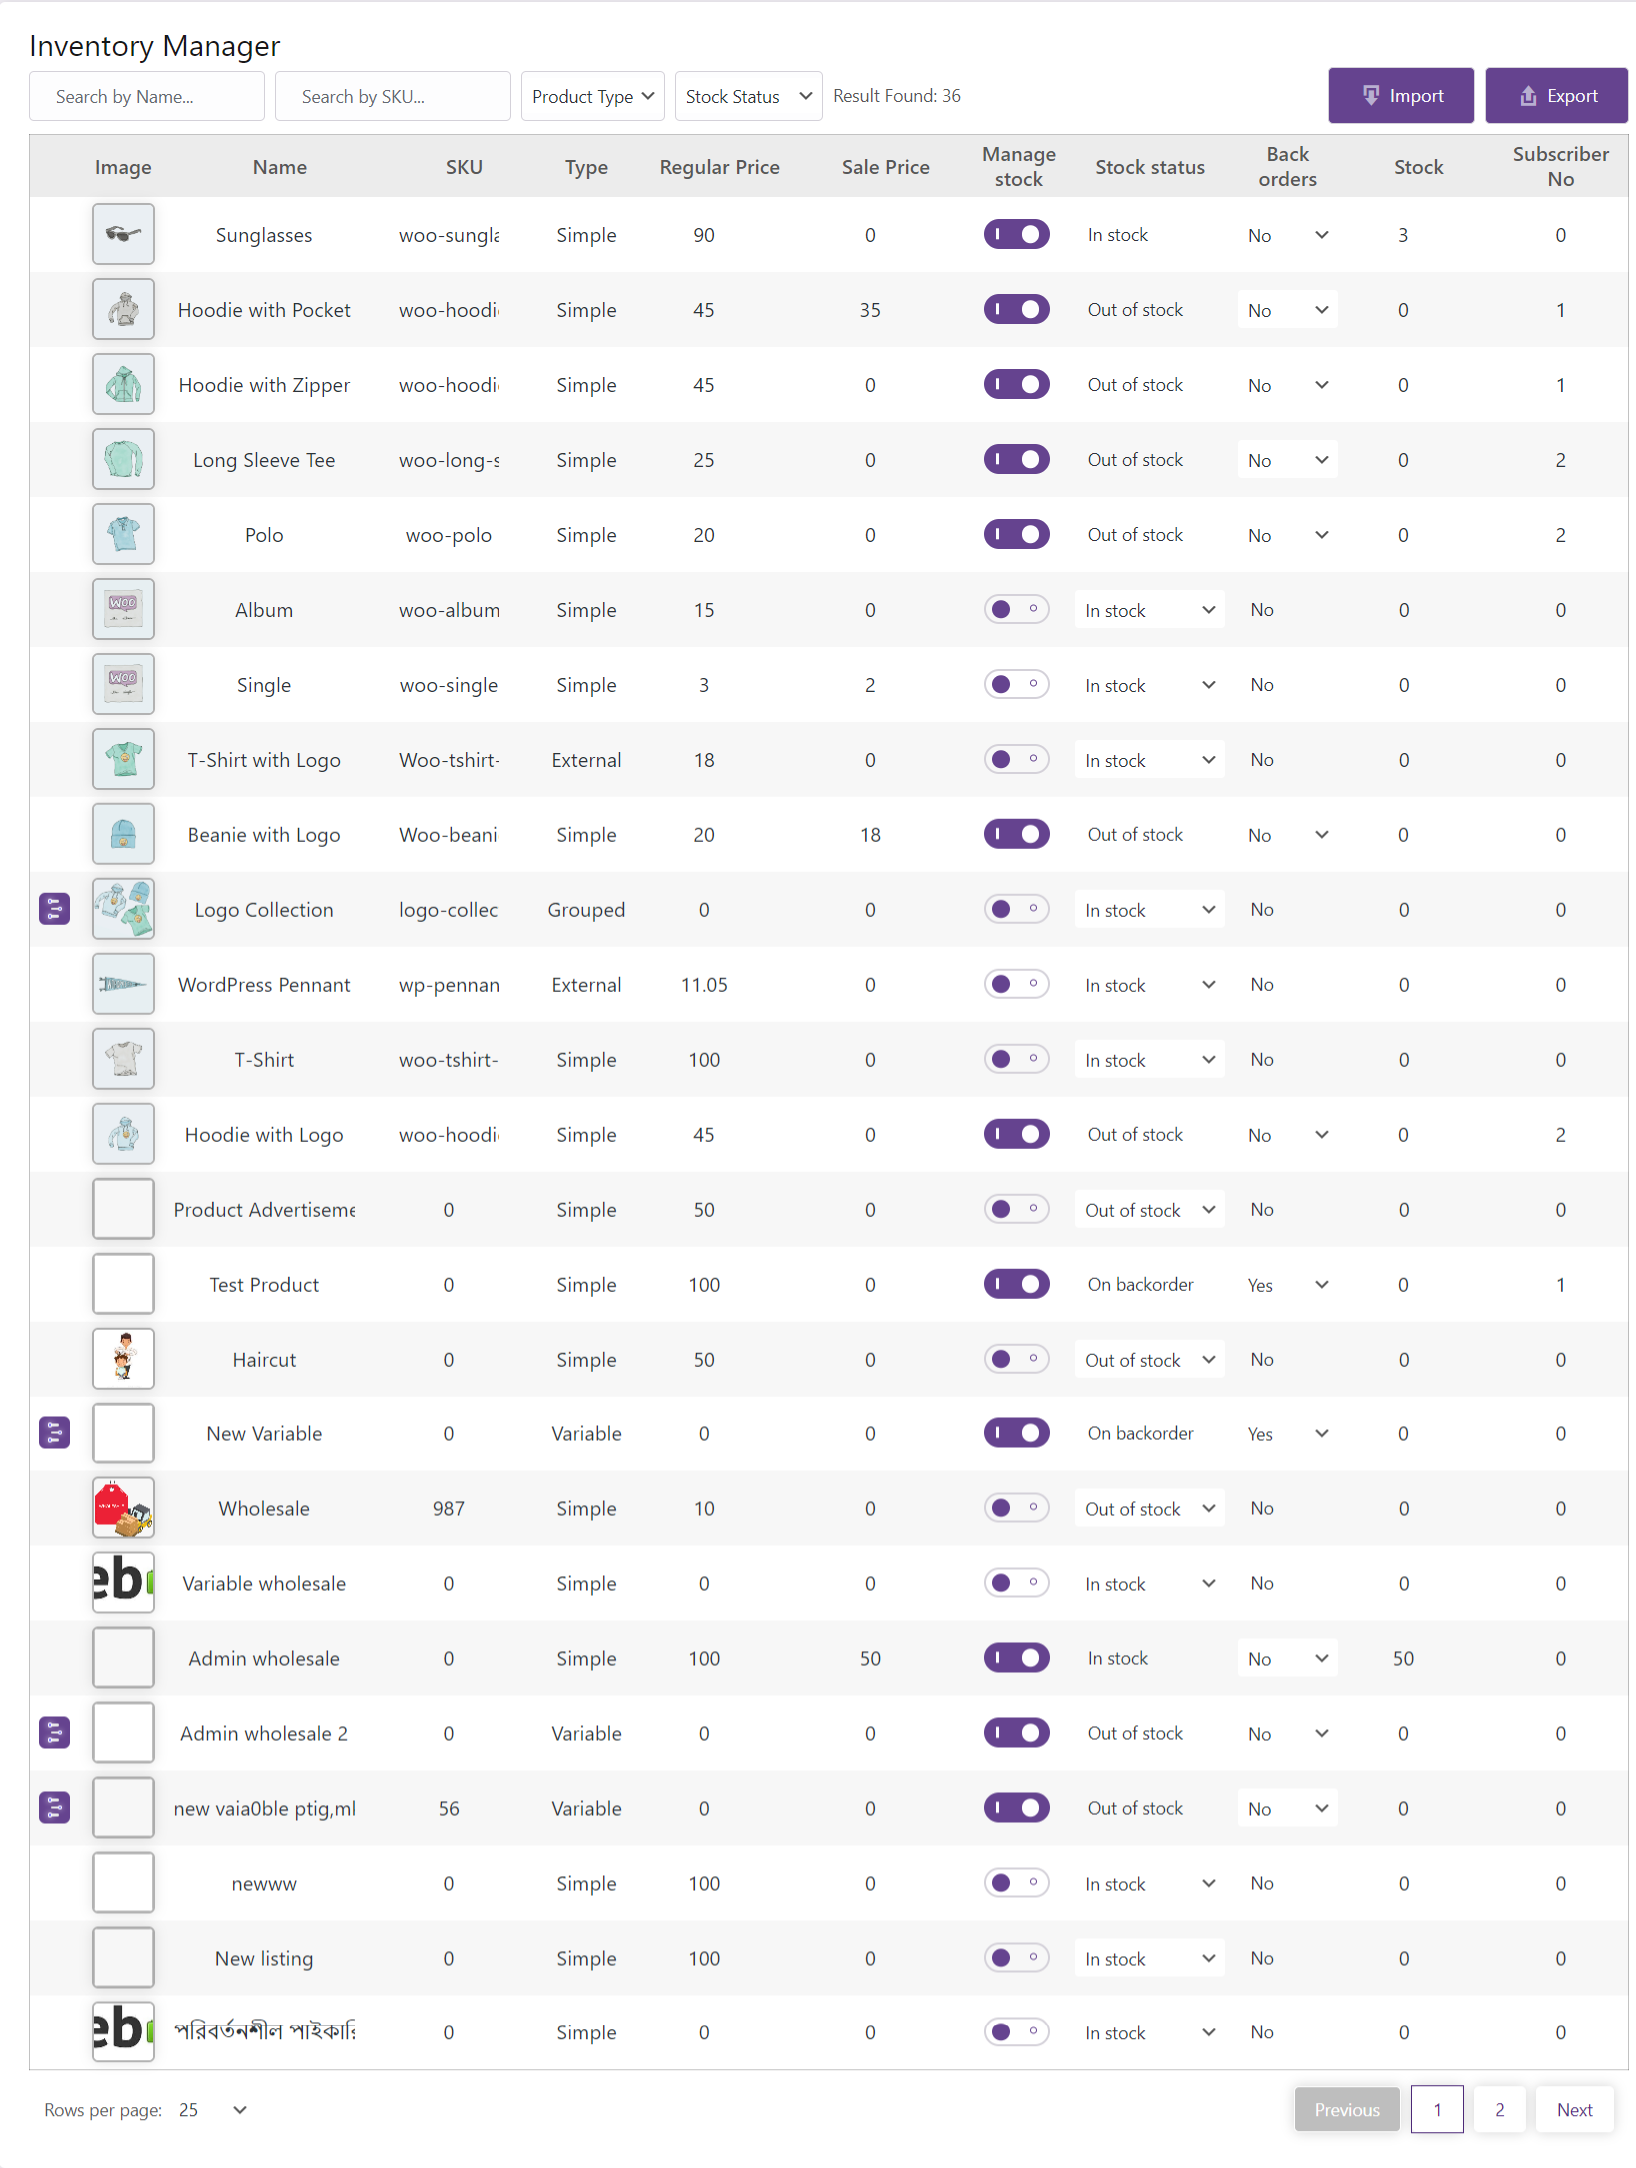 Inventory Manager
Search by Name... Search by SKU... Product Type Stock Status Result Found: 36 Import Export
Image Name SKU Type Regular Price Sale Price Manage stock Stock status Back orders Stock Subscriber No
Sunglasses woo-sungla Simple 90 0 In stock No 3 0
Hoodie with Pocket woo-hoodi Simple 45 35 Out of stock No 0 1
Hoodie with Zipper woo-hoodi Simple 45 0 Out of stock No 0 1
Long Sleeve Tee woo-long-s Simple 25 0 Out of stock No 0 2
Polo woo-polo Simple 20 0 Out of stock No 0 2
WOO Album woo-album Simple 15 0 In stock No 0 0
WOO Single woo-single Simple 3 2 In stock No 0 0
T-Shirt with Logo Woo-tshirt- External 18 0 In stock No 0 0
Beanie with Logo Woo-beani Simple 20 18 Out of stock No 0 0
Logo Collection logo-collec Grouped 0 0 In stock No 0 0
WordPress Pennant wp-pennan External 11.05 0 In stock No 0 0
T-Shirt woo-tshirt- Simple 100 0 In stock No 0 0
Hoodie with Logo woo-hoodi Simple 45 0 Out of stock No 0 2
Product Advertiseme 0 Simple 50 0 Out of stock No 0 0
Test Product 0 Simple 100 0 On backorder Yes 0 1
Haircut 0 Simple 50 0 Out of stock No 0 0
New Variable 0 Variable 0 0 On backorder Yes 0 0
Wholesale 987 Simple 10 0 Out of stock No 0 0
eb Variable wholesale 0 Simple 0 0 In stock No 0 0
Admin wholesale 0 Simple 100 50 In stock No 50 0
Admin wholesale 2 0 Variable 0 0 Out of stock No 0 0
new vaia0ble ptig,ml 56 Variable 0 0 Out of stock No 0 0
newww 0 Simple 100 0 In stock No 0 0
New listing 0 Simple 100 0 In stock No 0 0
eb পরিবর্তনশীল পাইকারি 0 Simple 0 0 In stock No 0 0
Rows per page: 25 Previous 1 2 Next